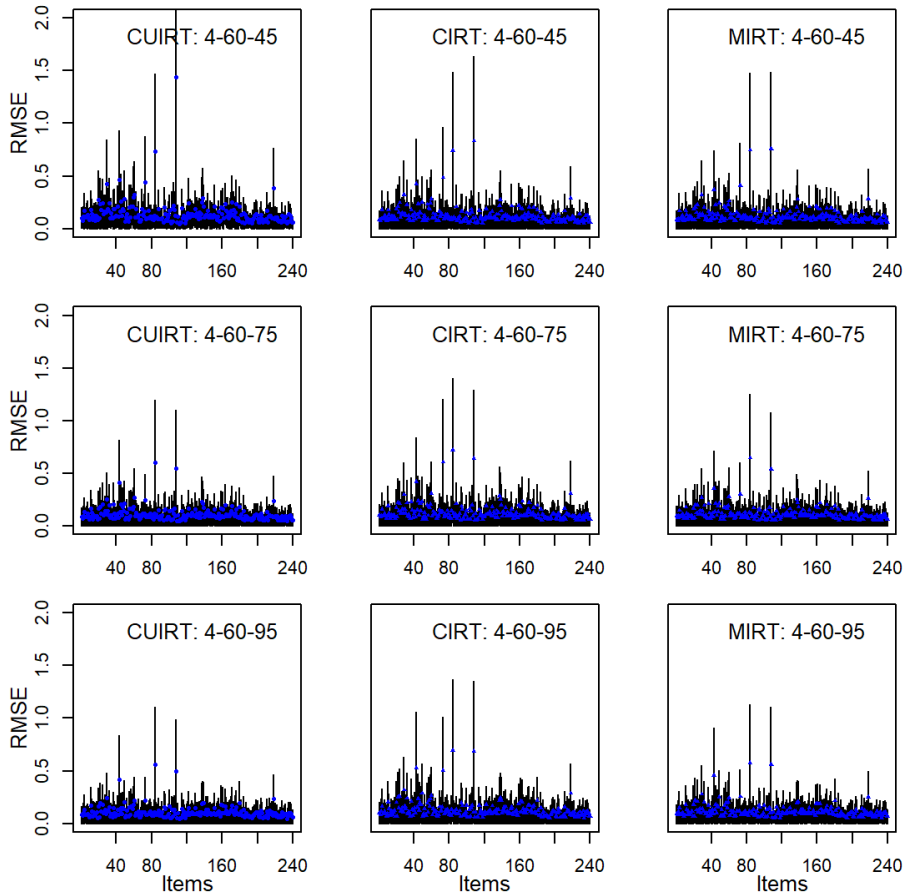 CUIRT: 4-60-45
CIRT: 4-60-45
MIRT: 4-60-45
RMSE
0.0 0.5 1.0 1.5 2.0
40 80 160 240
40 80 160 240
40 80 160 240
CUIRT: 4-60-75
CIRT: 4-60-75
MIRT: 4-60-75
RMSE
0.0 0.5 1.0 1.5 2.0
40 80 160 240
40 80 160 240
40 80 160 240
CUIRT: 4-60-95
CIRT: 4-60-95
MIRT: 4-60-95
RMSE
0.0 0.5 1.0 1.5 2.0
40 80 160 240
40 80 160 240
40 80 160 240
Items
Items
Items